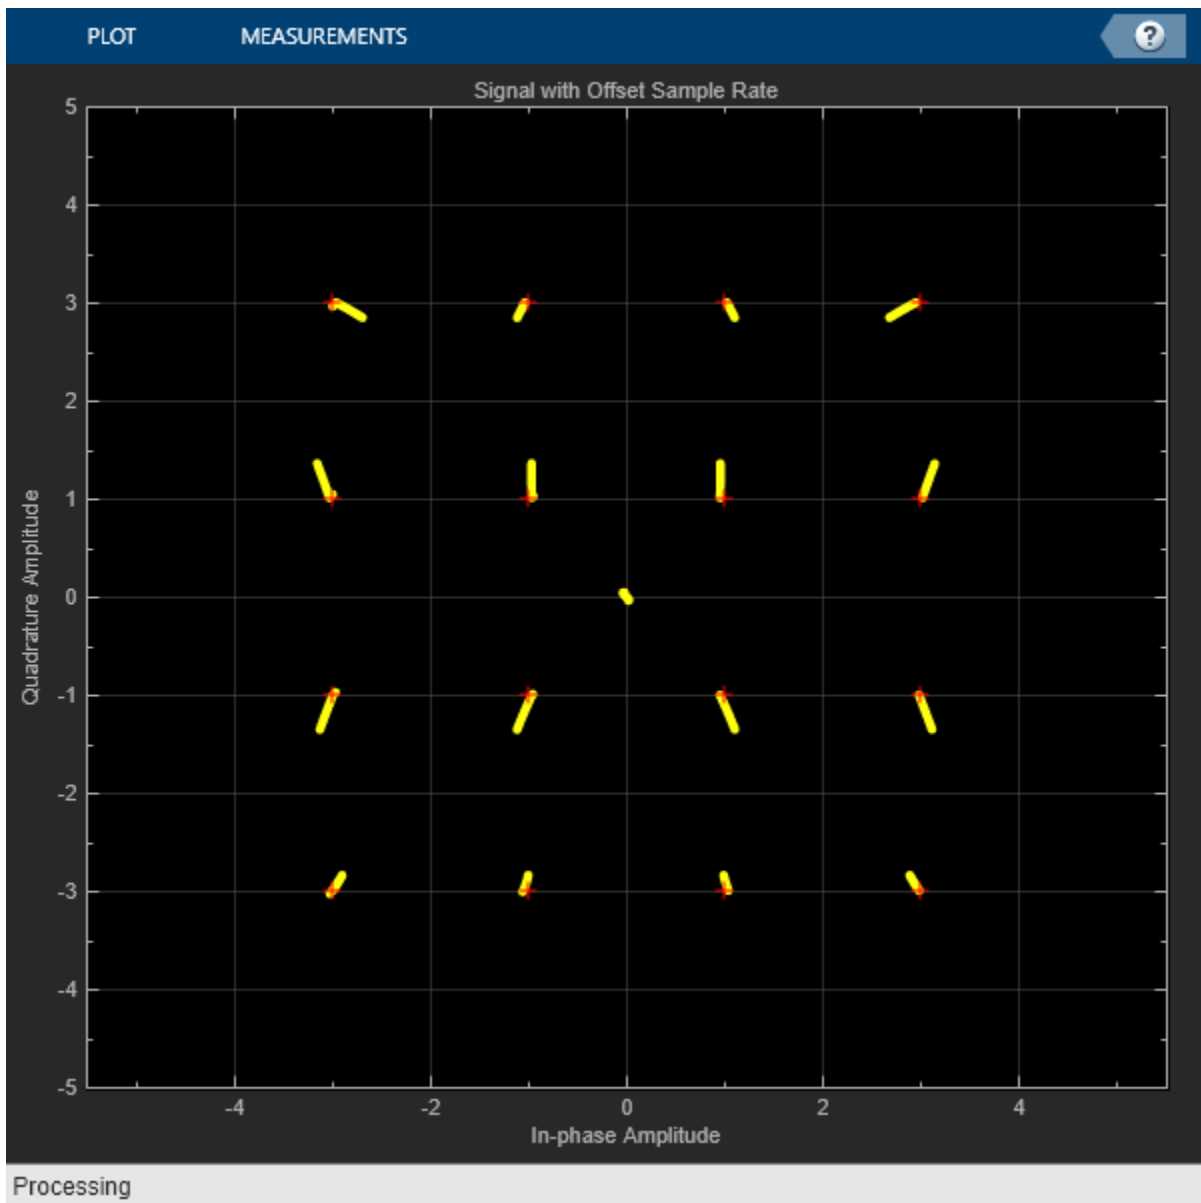 PLOT MEASUREMENTS ?
Signal with Offset Sample Rate
5
4
3
2
1
0
-1
-2
-3
-4
-5
Quadrature Amplitude
-4 -2 0 2 4
In-phase Amplitude
Processing